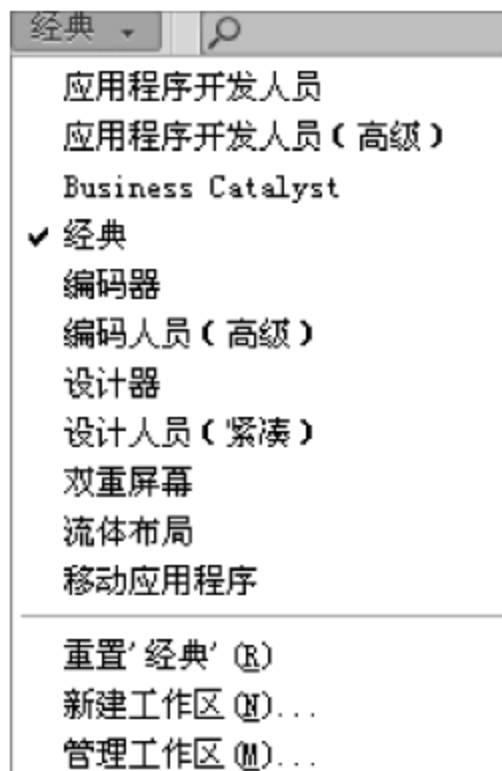 经典
应用程序开发人员
应用程序开发人员(高级)
Business Catalyst
经典
编码器
编码人员(高级)
设计器
设计人员(紧凑)
双重屏幕
流体布局
移动应用程序
重置'经典'(R)
新建工作区(N)...
管理工作区(M)...